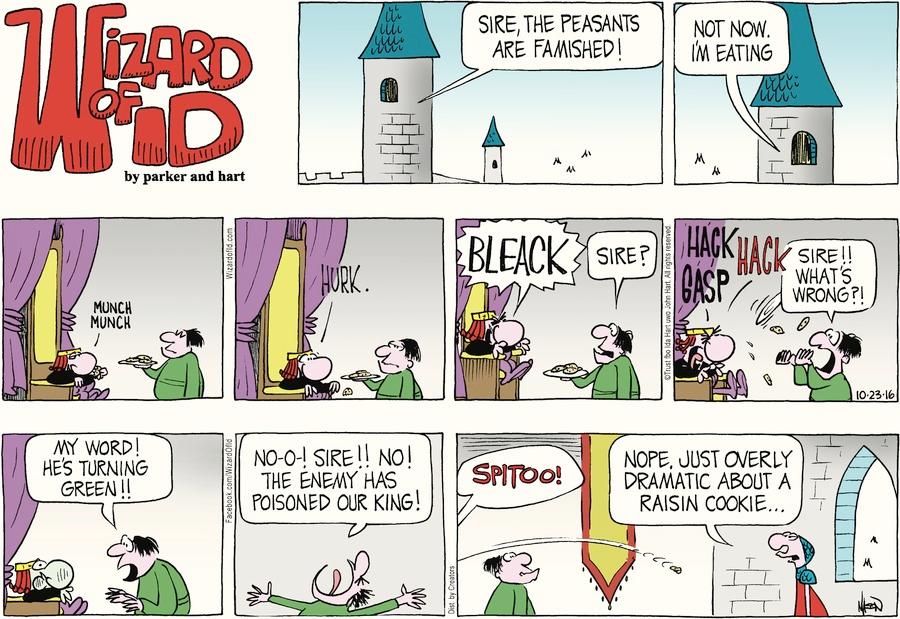 WIZARD
OF ID
by parker and hart
SIRE, THE PEASANTS
ARE FAMISHED!
NOT NOW.
I'M EATING
MUNCH
MUNCH
Wizardofid.com
HURK.
BLEACK
SIRE?
©Trust fbo Ida Hart uwo John Hart. All rights reserved.
HACK
HACK
GASP
SIRE!!
WHAT'S
WRONG?!
10·23·16
MY WORD!
HE'S TURNING
GREEN!!
Facebook.com/WizardOfId
NO-O-! SIRE!! NO!
THE ENEMY HAS
POISONED OUR KING!
Dist. by Creators
SPITOO!
NOPE, JUST OVERLY
DRAMATIC ABOUT A
RAISIN COOKIE...